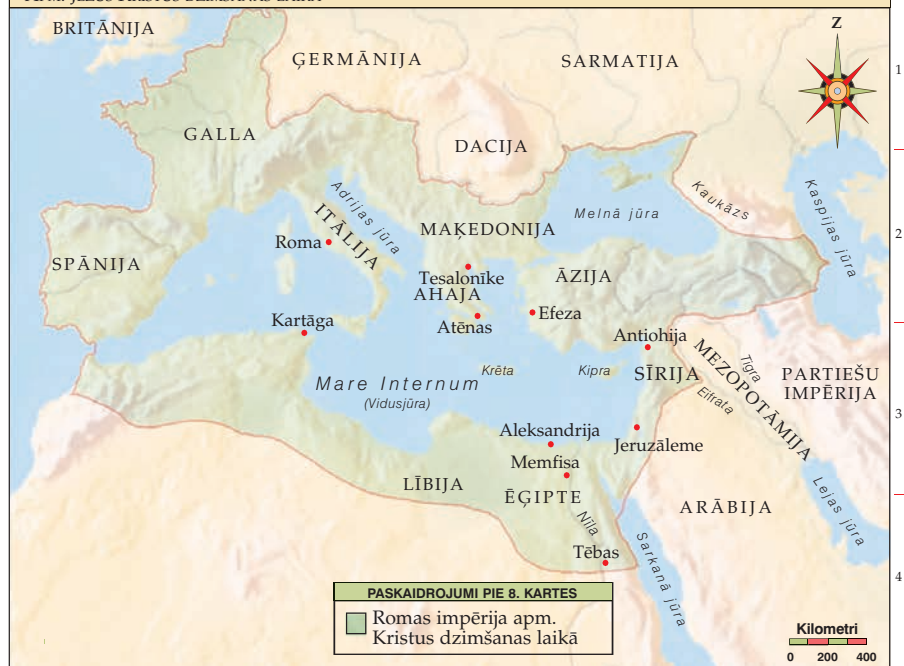 BRITĀNIJA
ĢERMĀNIJA
SARMATIJA
Z
1
GALLA
DACIJA
Adrijas jūra
ITĀLIJA
Melnā jūra
Kaukāzs
Kaspijas jūra
2
Roma
MAĶEDONIJA
SPĀNIJA
Tesalonīke
ĀZIJA
AHAJA
Efeza
Kartāga
Atēnas
Antiohija
MEZOPOTĀMIJA
Tigra
Krēta
Kipra
SĪRIJA
PARTIEŠU
IMPĒRIJA
Mare Internum
(Vidusjūra)
Eifrata
3
Aleksandrija
Jeruzāleme
Memfisa
LĪBIJA
ĒĢIPTE
ARĀBIJA
Lejas jūra
Nīla
Sarkanā jūra
Tēbas
4
PASKAIDROJUMI PIE 8. KARTES
Romas impērija apm.
Kristus dzimšanas laikā
Kilometri
0 200 400